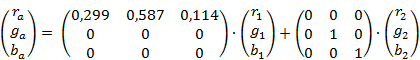 (r_a g_a b_a) = (0,299 0,587 0,114; 0 0 0; 0 0 0) · (r_1 g_1 b_1) + (0 0 0; 0 1 0; 0 0 1) · (r_2 g_2 b_2)